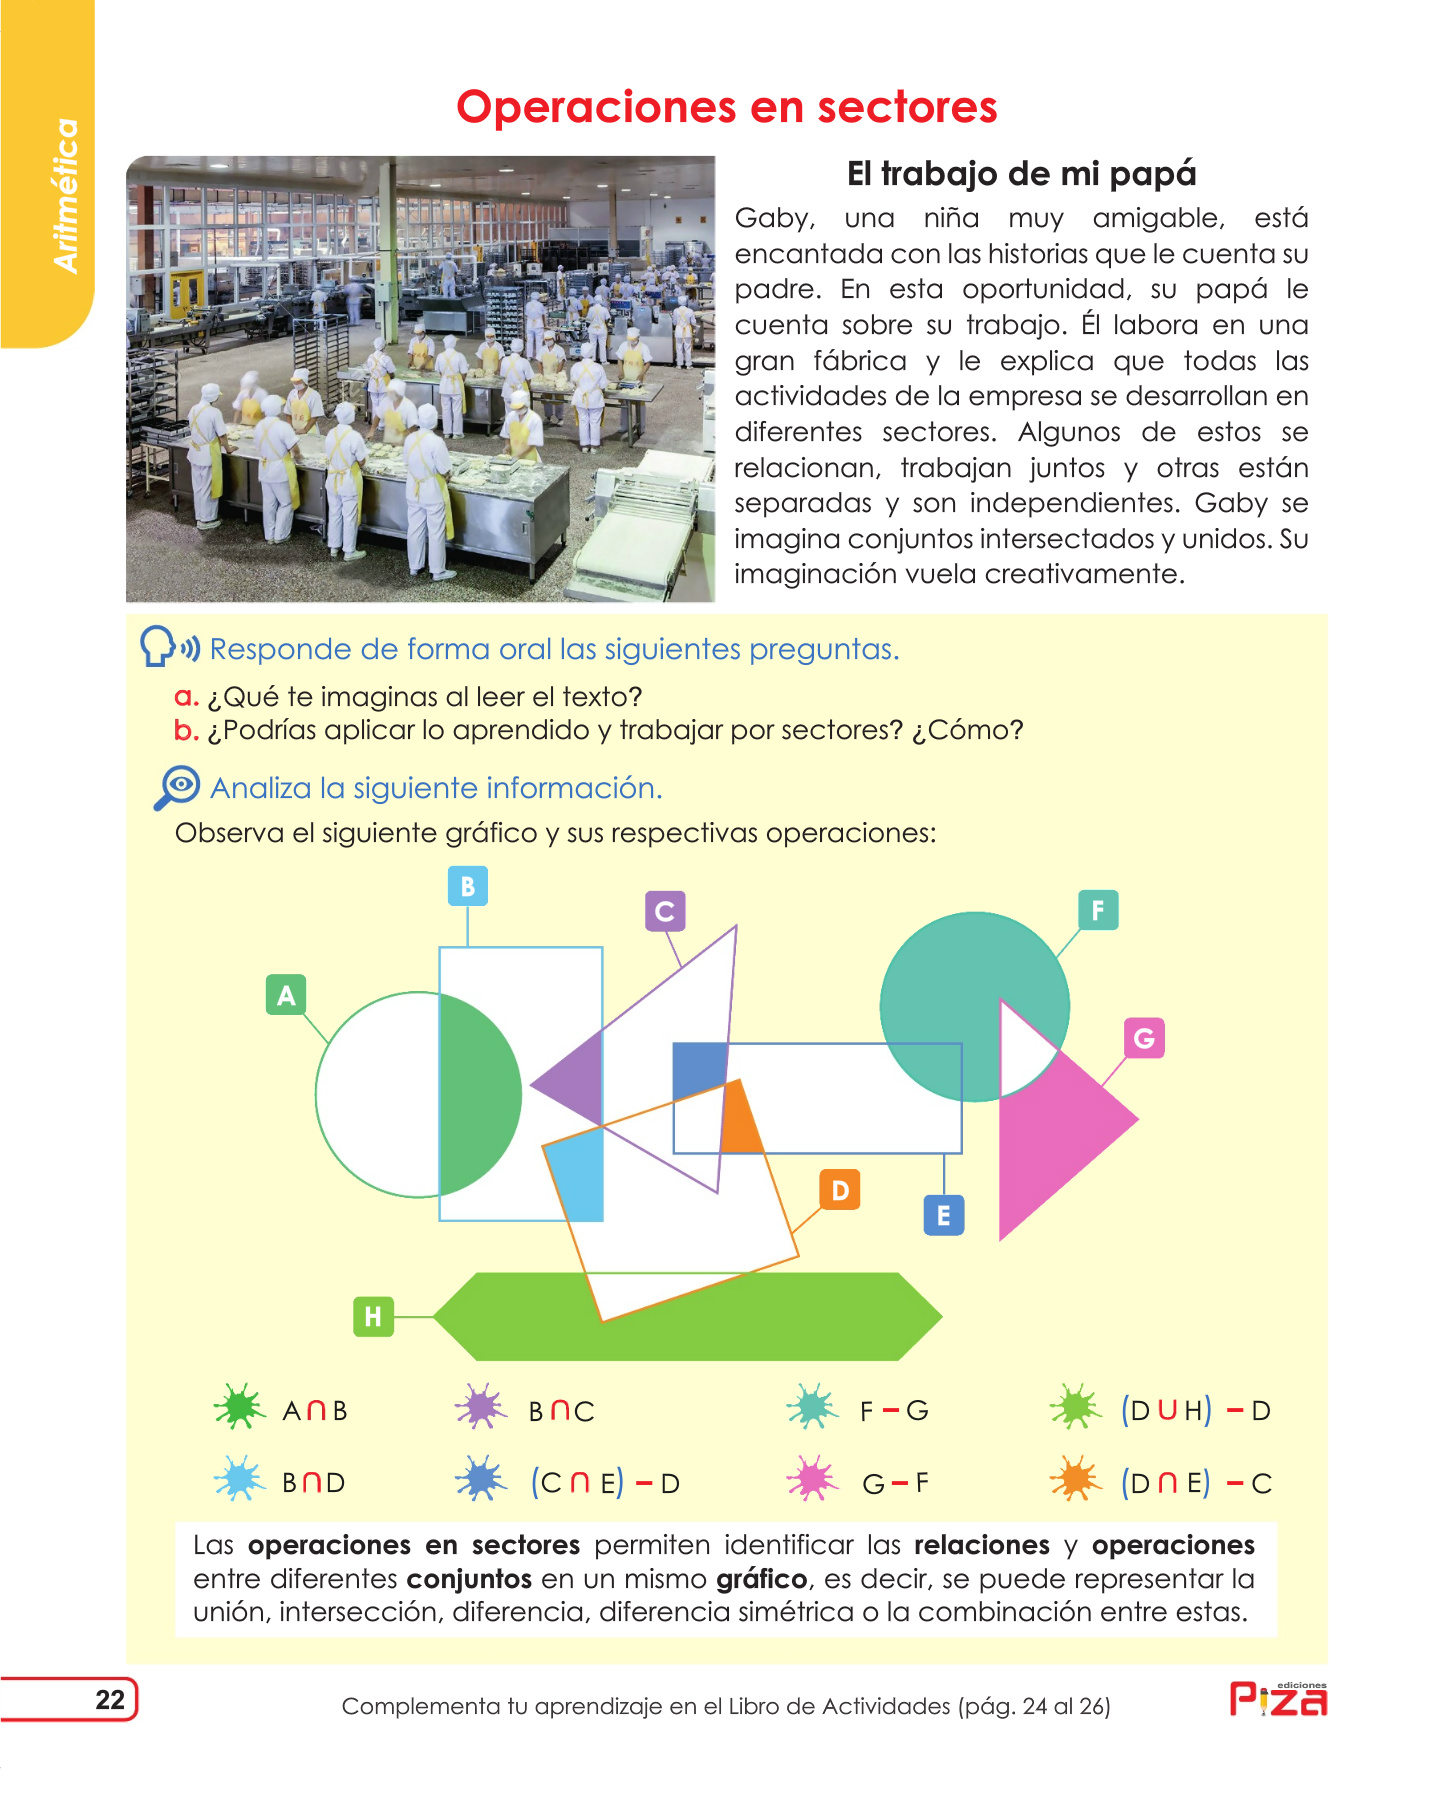 Aritmética
Operaciones en sectores
El trabajo de mi papá
Gaby, una niña muy amigable, está
encantada con las historias que le cuenta su
padre. En esta oportunidad, su papá le
cuenta sobre su trabajo. Él labora en una
gran fábrica y le explica que todas las
actividades de la empresa se desarrollan en
diferentes sectores. Algunos de estos se
relacionan, trabajan juntos y otras están
separadas y son independientes. Gaby se
imagina conjuntos intersectados y unidos. Su
imaginación vuela creativamente.
Responde de forma oral las siguientes preguntas.
a. ¿Qué te imaginas al leer el texto?
b. ¿Podrías aplicar lo aprendido y trabajar por sectores? ¿Cómo?
Analiza la siguiente información.
Observa el siguiente gráfico y sus respectivas operaciones:
B
C
F
A
G
D
E
H
A ∩ B
B ∩ C
F – G
(D ∪ H) – D
B ∩ D
(C ∩ E) – D
G – F
(D ∩ E) – C
Las operaciones en sectores permiten identificar las relaciones y operaciones
entre diferentes conjuntos en un mismo gráfico, es decir, se puede representar la
unión, intersección, diferencia, diferencia simétrica o la combinación entre estas.
22
Complementa tu aprendizaje en el Libro de Actividades (pág. 24 al 26)
ediciones
Piza